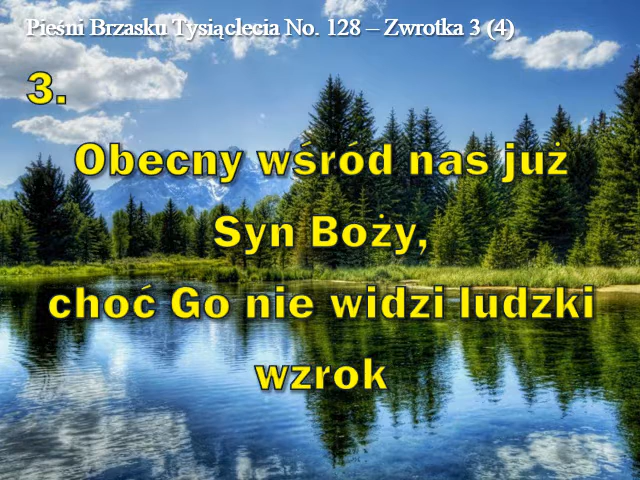 Pieśni Brzasku Tysiąclecia No. 128 – Zwrotka 3 (4)
3.
Obecny wśród nas już
Syn Boży,
choć Go nie widzi ludzki
wzrok